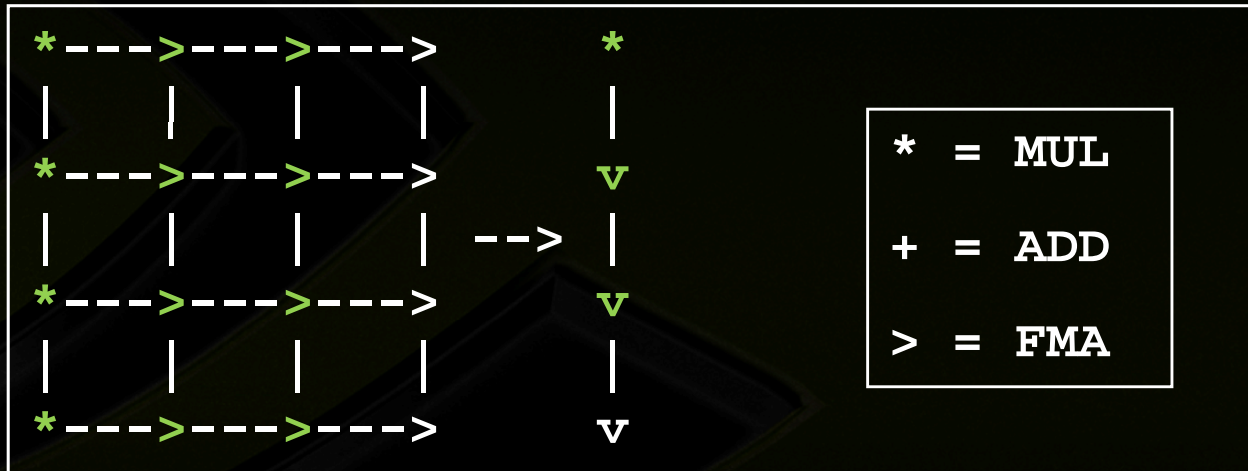 *--->--->---> *
| | | | |
*--->--->---> v
| | | | --> |
*--->--->---> v
| | | | |
*--->--->---> v
* = MUL
+ = ADD
> = FMA